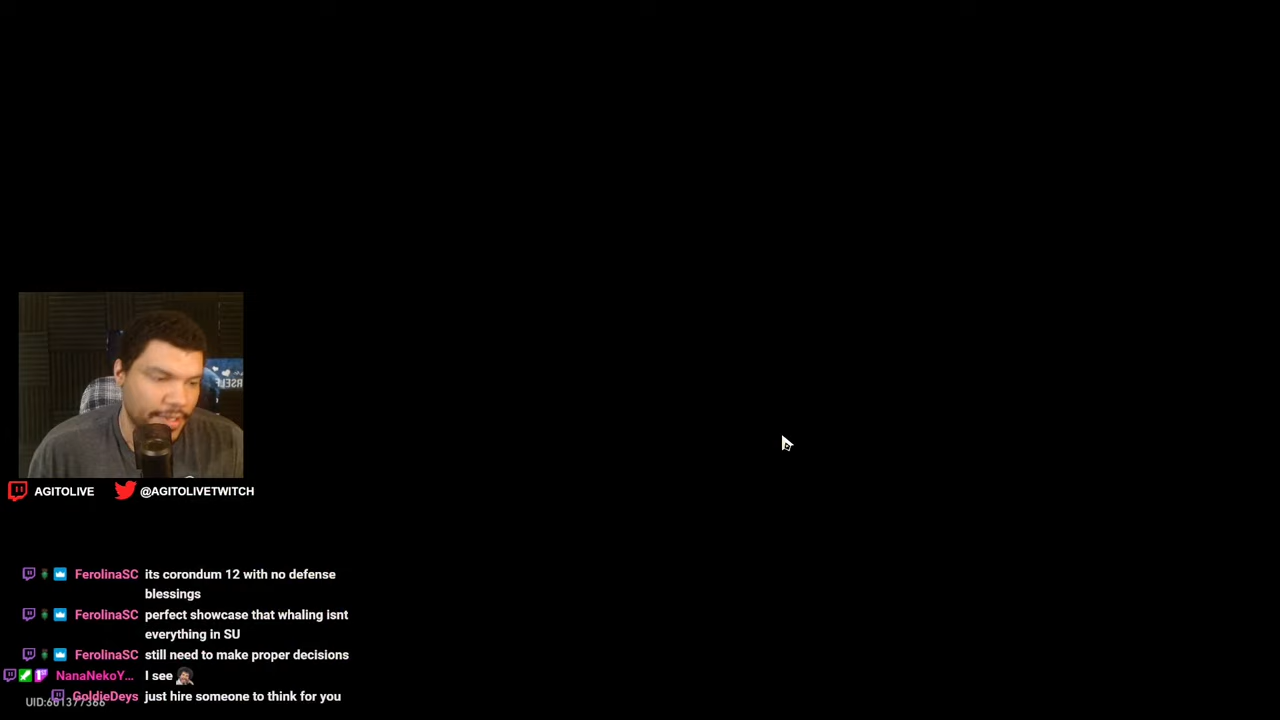 AGITOLIVE @AGITOLIVETWITCH
FerolinaSC its corondum 12 with no defense
blessings
FerolinaSC perfect showcase that whaling isnt
everything in SU
FerolinaSC still need to make proper decisions
NanaNekoY... I see
GoldieDeys just hire someone to think for you